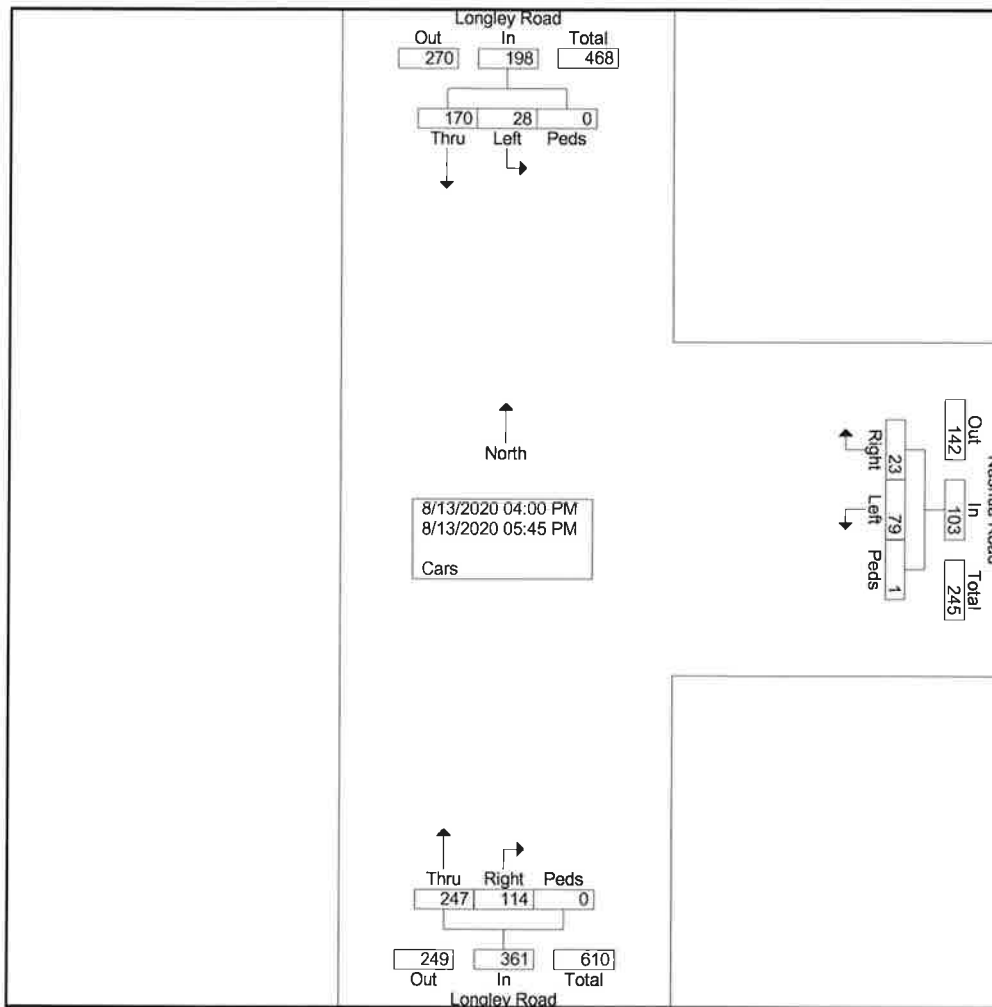 Longley Road
Out In Total
270 198 468
170 28 0
Thru Left Peds
North
8/13/2020 04:00 PM
8/13/2020 05:45 PM
Cars
Road
Out In Total
142 103 245
23 79 1
Right Left Peds
Thru Right Peds
247 114 0
249 361 610
Out In Total
Longley Road